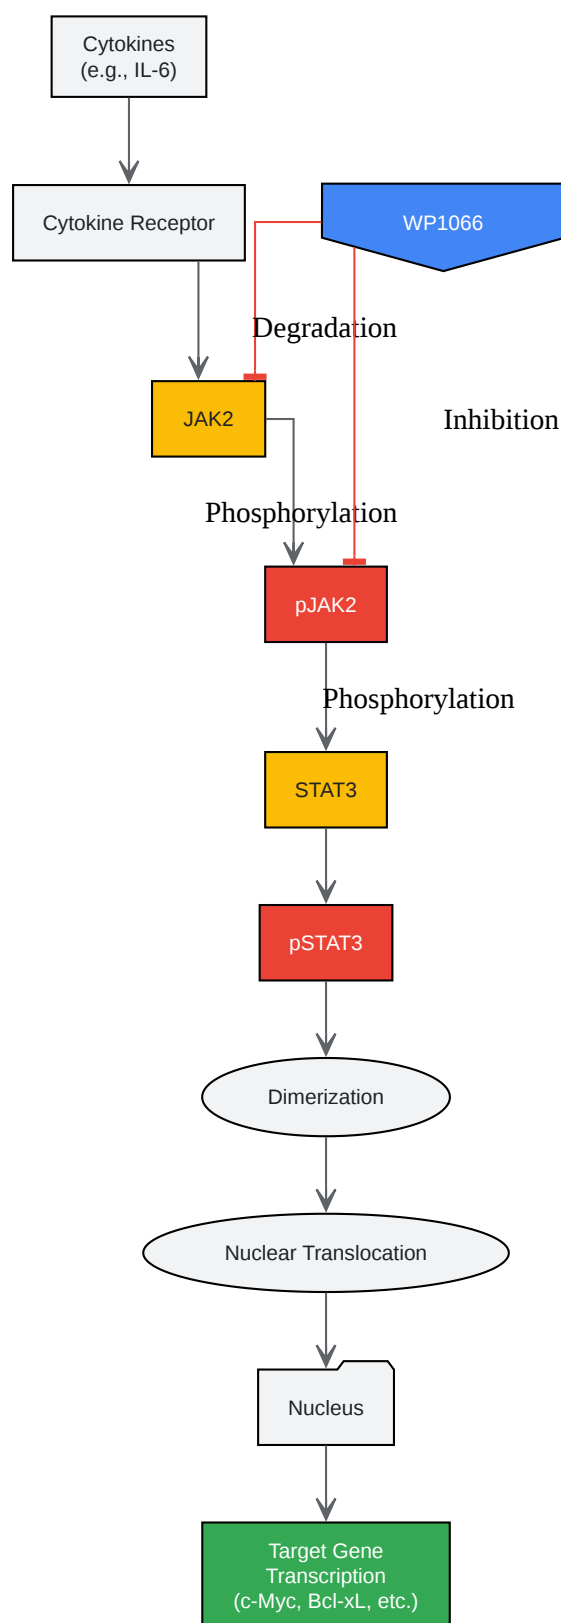 Cytokines
(e.g., IL-6)
Cytokine Receptor
WP1066
Degradation
JAK2
Inhibition
Phosphorylation
pJAK2
Phosphorylation
STAT3
pSTAT3
Dimerization
Nuclear Translocation
Nucleus
Target Gene
Transcription
(c-Myc, Bcl-xL, etc.)